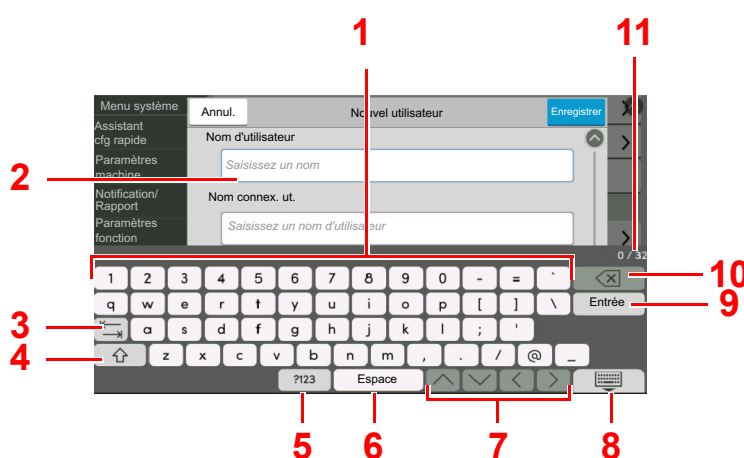 1
11
Menu système
Annul.
Nouvel utilisateur
Enregistrer
Assistant
cfg rapide
Nom d'utilisateur
Paramètres
machine
Saisissez un nom
2
Notification/
Rapport
Nom connex. ut.
Paramètres
fonction
Saisissez un nom d'utilisateur
0 / 32
1 2 3 4 5 6 7 8 9 0 - = `
10
q w e r t y u i o p [ ] \ Entrée
9
3
a s d f g h j k l ; '
4
z x c v b n m , . / @ _
?123 Espace
5 6 7 8